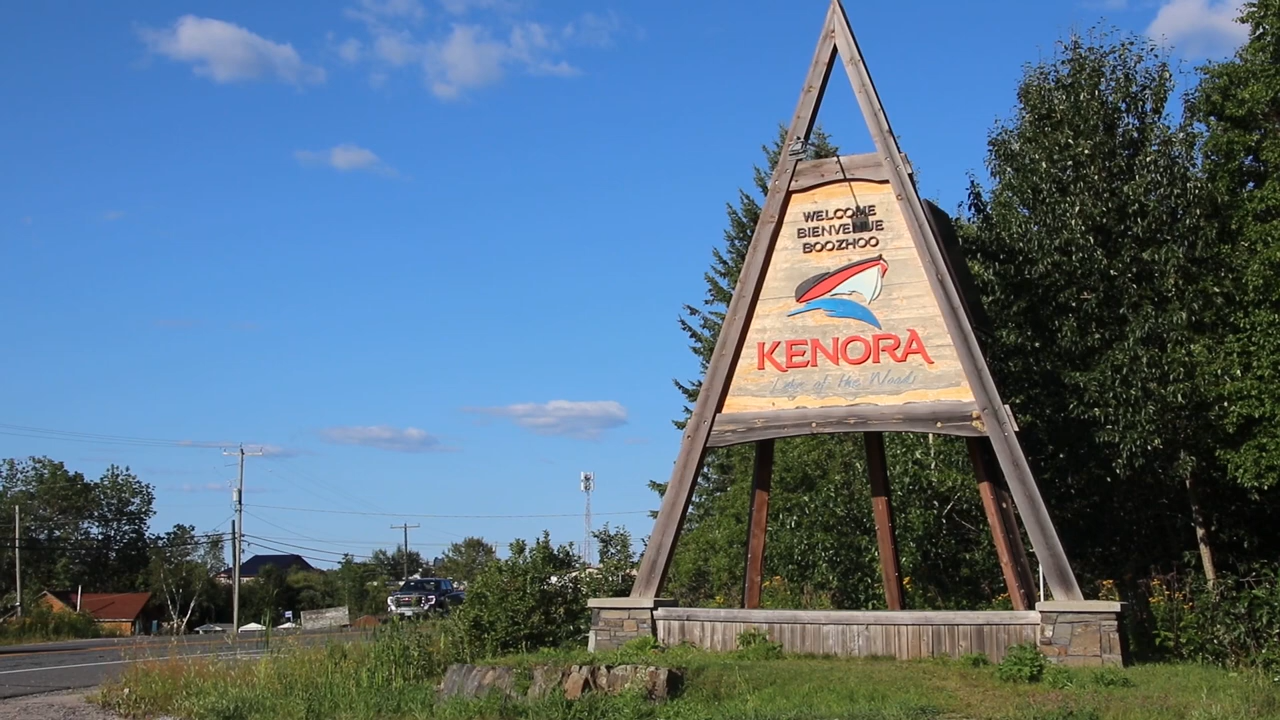 WELCOME
BIENVENUE
BOOZHOO
KENORA
Lake of the Woods